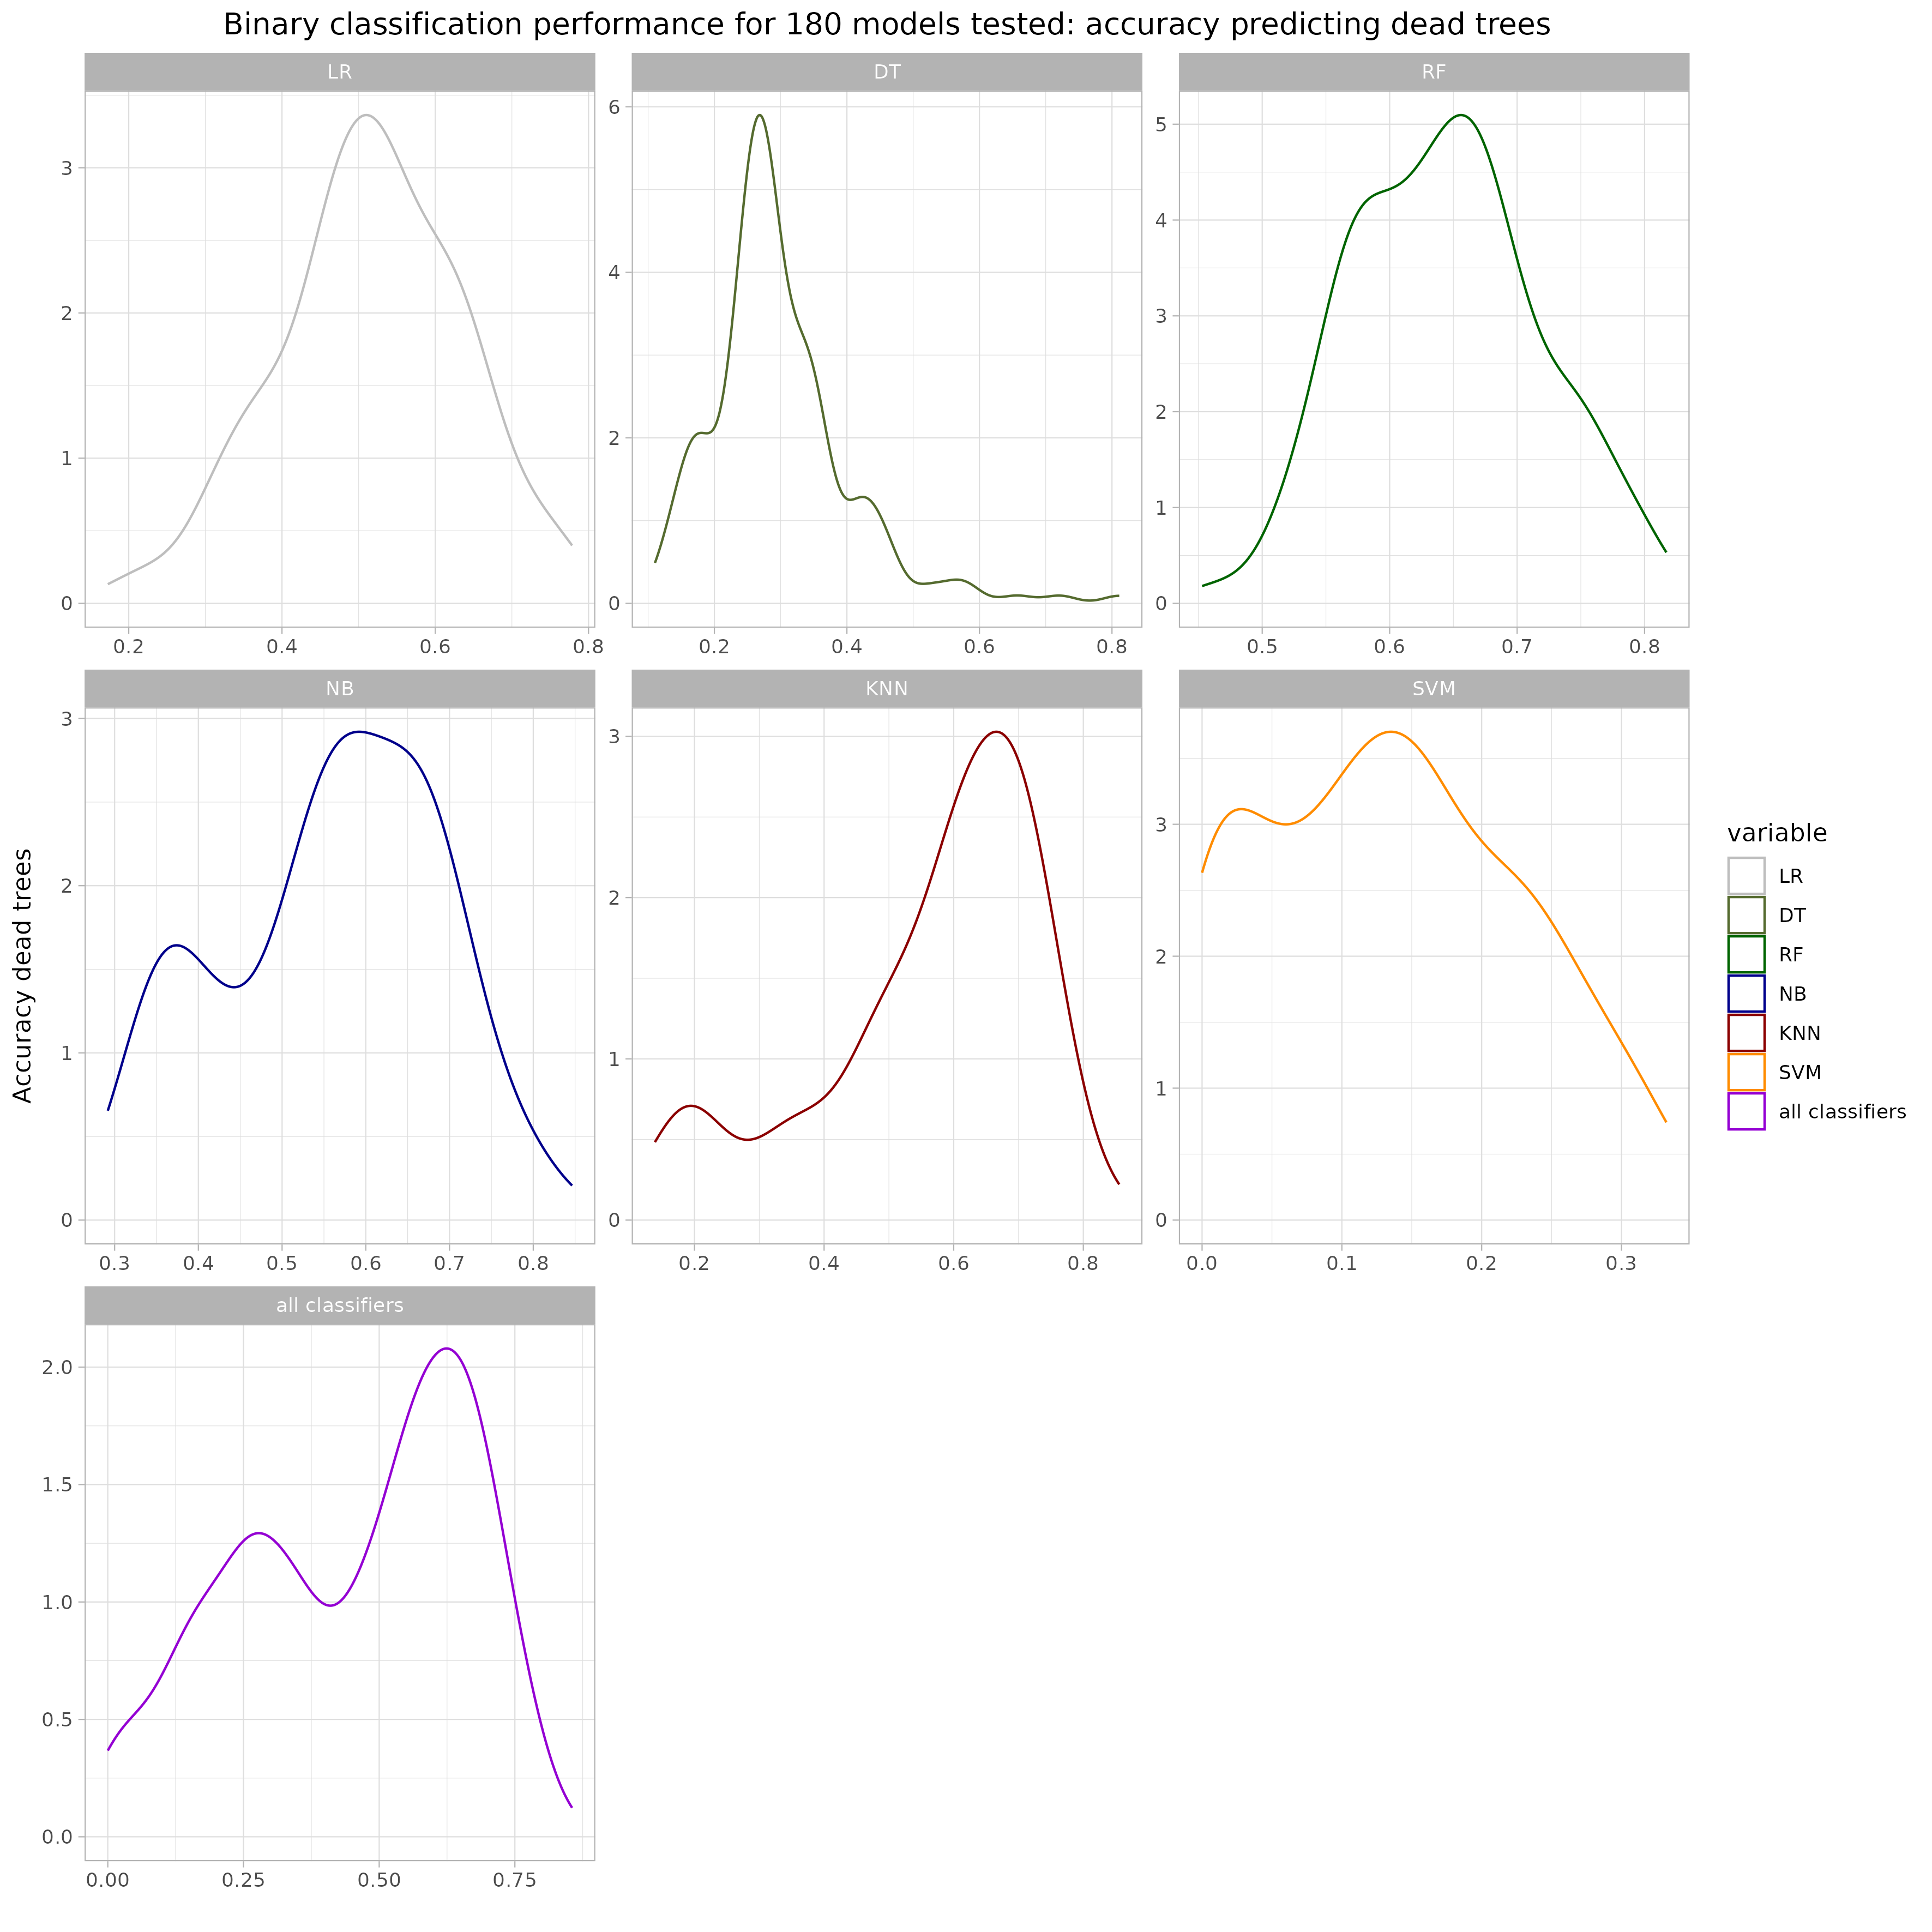 Binary classification performance for 180 models tested: accuracy predicting dead trees
LR
DT
RF
3
2
1
0
0.2 0.4 0.6 0.8
6
4
2
0
0.2 0.4 0.6 0.8
5
4
3
2
1
0
0.5 0.6 0.7 0.8
NB
KNN
SVM
3
2
1
0
0.3 0.4 0.5 0.6 0.7 0.8
3
2
1
0
0.2 0.4 0.6 0.8
3
2
1
0
0.0 0.1 0.2 0.3
all classifiers
2.0
1.5
1.0
0.5
0.0
0.00 0.25 0.50 0.75
Accuracy dead trees
variable
LR
DT
RF
NB
KNN
SVM
all classifiers